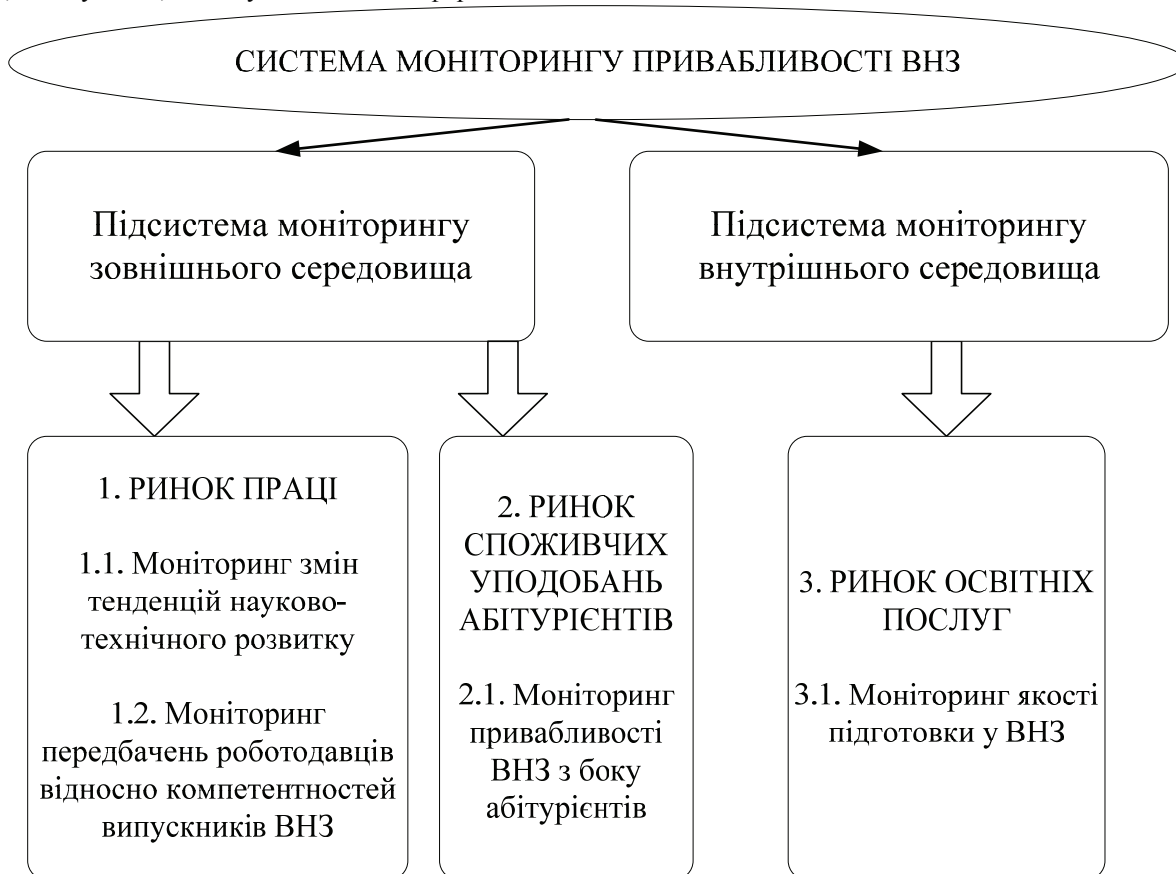 СИСТЕМА МОНІТОРИНГУ ПРИВАБЛИВОСТІ ВНЗ
Підсистема моніторингу
зовнішнього середовища
Підсистема моніторингу
внутрішнього середовища
1. РИНОК ПРАЦІ
1.1. Моніторинг змін
тенденцій науково-
технічного розвитку
1.2. Моніторинг
передбачень роботодавців
відносно компетентностей
випускників ВНЗ
2. РИНОК
СПОЖИВЧИХ
УПОДОБАНЬ
АБІТУРІЄНТІВ
2.1. Моніторинг
привабливості
ВНЗ з боку
абітурієнтів
3. РИНОК ОСВІТНІХ
ПОСЛУГ
3.1. Моніторинг якості
підготовки у ВНЗ